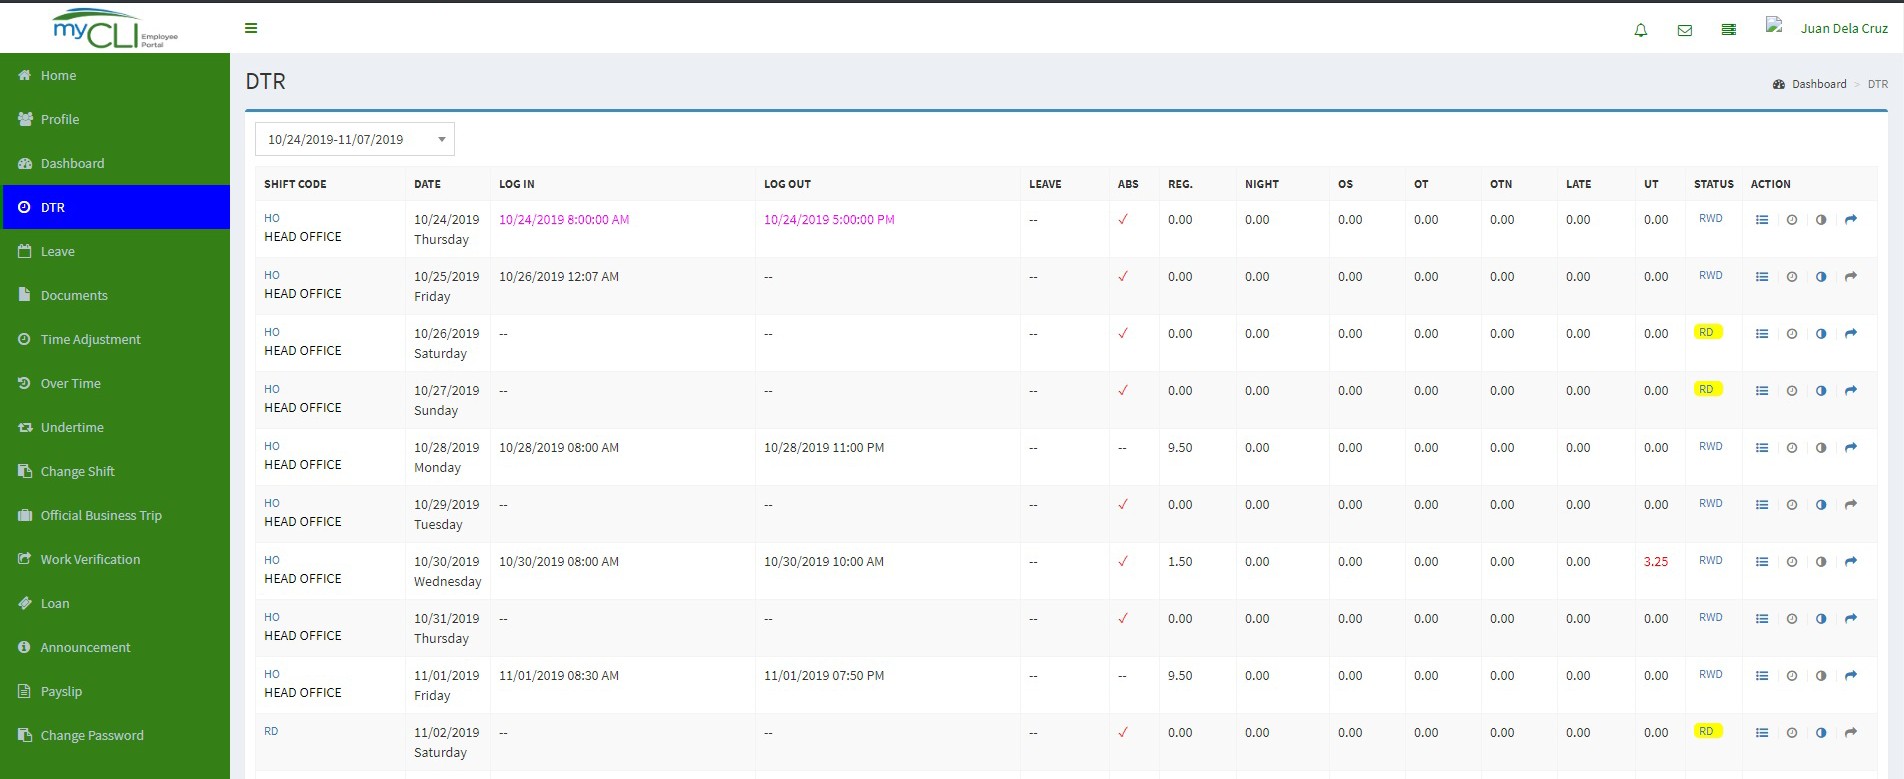 myCLI Employee Portal
Juan Dela Cruz
Home
Profile
Dashboard
DTR
Leave
Documents
Time Adjustment
Over Time
Undertime
Change Shift
Official Business Trip
Work Verification
Loan
Announcement
Payslip
Change Password
DTR
Dashboard > DTR
10/24/2019-11/07/2019
SHIFT CODE DATE LOG IN LOG OUT LEAVE ABS REG. NIGHT OS OT OTN LATE UT STATUS ACTION
HO 10/24/2019 10/24/2019 8:00:00 AM 10/24/2019 5:00:00 PM -- ✓ 0.00 0.00 0.00 0.00 0.00 0.00 0.00 RWD
HEAD OFFICE Thursday
HO 10/25/2019 10/26/2019 12:07 AM -- -- ✓ 0.00 0.00 0.00 0.00 0.00 0.00 0.00 RWD
HEAD OFFICE Friday
HO 10/26/2019 -- -- -- ✓ 0.00 0.00 0.00 0.00 0.00 0.00 0.00 RD
HEAD OFFICE Saturday
HO 10/27/2019 -- -- -- ✓ 0.00 0.00 0.00 0.00 0.00 0.00 0.00 RD
HEAD OFFICE Sunday
HO 10/28/2019 10/28/2019 08:00 AM 10/28/2019 11:00 PM -- -- 9.50 0.00 0.00 0.00 0.00 0.00 0.00 RWD
HEAD OFFICE Monday
HO 10/29/2019 -- -- -- ✓ 0.00 0.00 0.00 0.00 0.00 0.00 0.00 RWD
HEAD OFFICE Tuesday
HO 10/30/2019 10/30/2019 08:00 AM 10/30/2019 10:00 AM -- ✓ 1.50 0.00 0.00 0.00 0.00 0.00 3.25 RWD
HEAD OFFICE Wednesday
HO 10/31/2019 -- -- -- ✓ 0.00 0.00 0.00 0.00 0.00 0.00 0.00 RWD
HEAD OFFICE Thursday
HO 11/01/2019 11/01/2019 08:30 AM 11/01/2019 07:50 PM -- -- 9.50 0.00 0.00 0.00 0.00 0.00 0.00 RWD
HEAD OFFICE Friday
RD 11/02/2019 -- -- -- ✓ 0.00 0.00 0.00 0.00 0.00 0.00 0.00 RD
Saturday